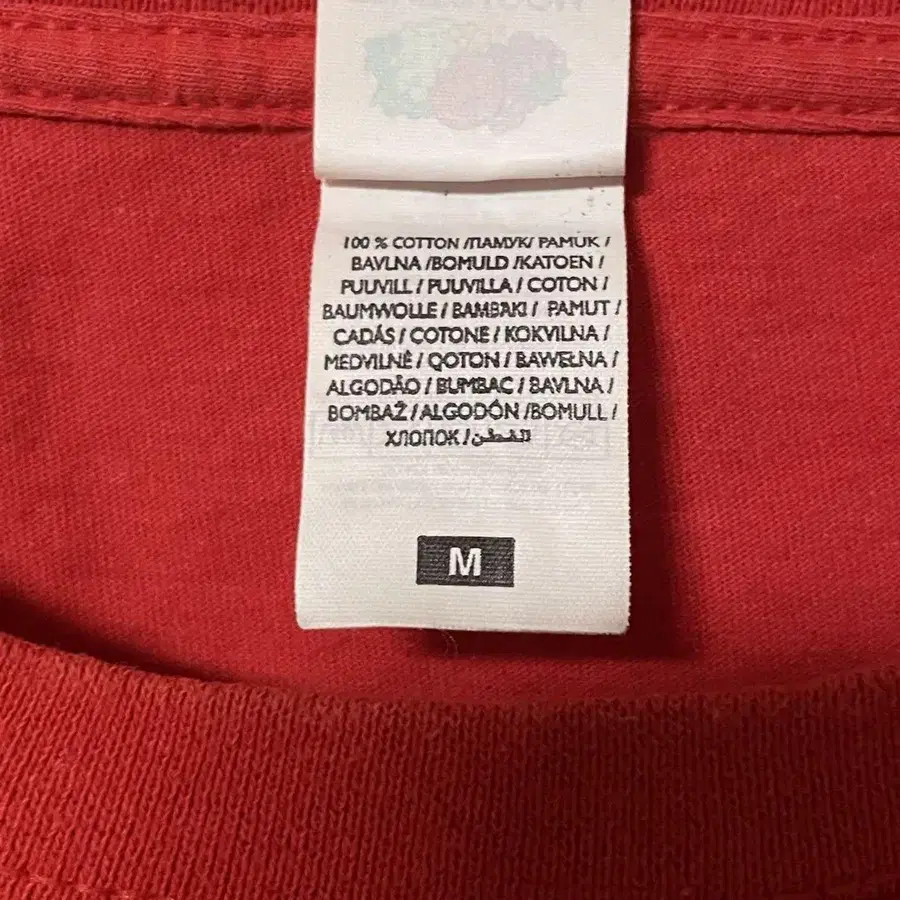 100 % COTTON /ПАМУК/ PAMUK /
BAVLNA /BOMULD /KATOEN /
PUUVILL / PUUVILLA / COTON /
BAUMWOLLE / BAMBAKI / PAMUT /
CADÁS / COTONE / KOKVILNA /
MEDVILNĖ / QOTON / BAWEŁNA /
ALGODÃO / BUMBAC / BAVLNA /
BOMBAŽ / ALGODÓN /BOMULL /
ХЛОПОК / القطن
M